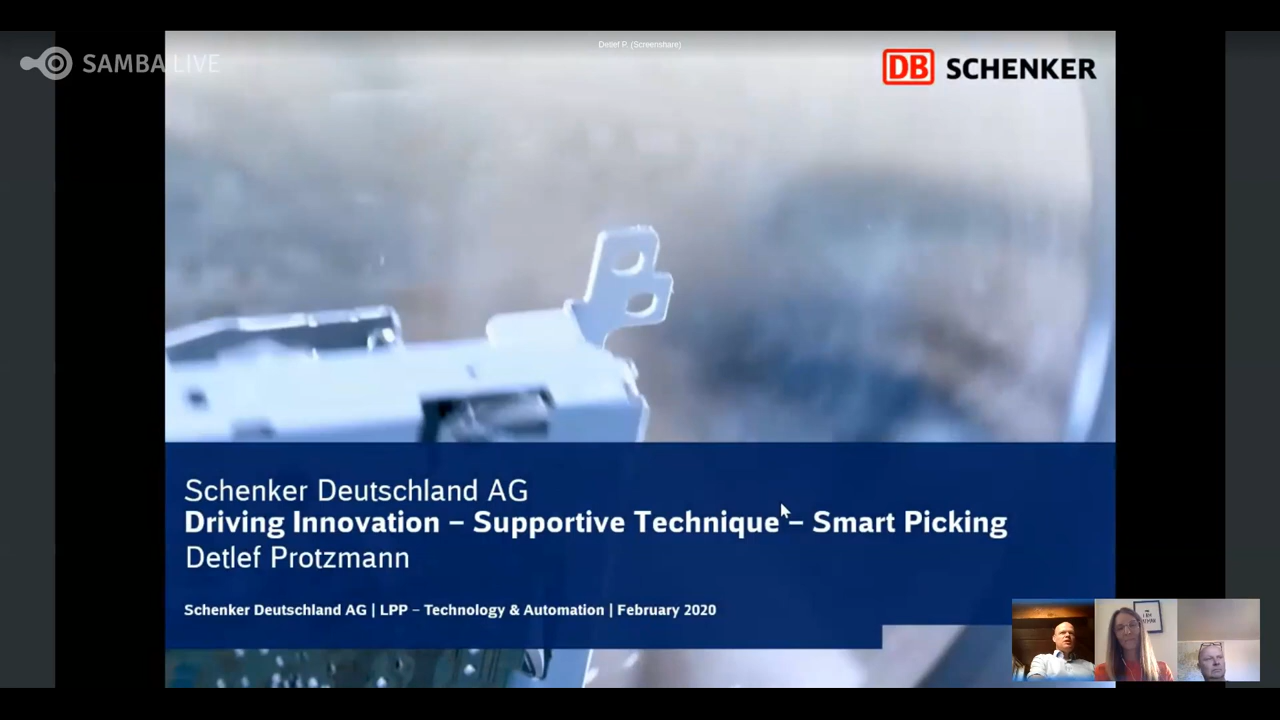 Detlef P. (Screenshare)
SAMBA LIVE
DB SCHENKER
Schenker Deutschland AG
Driving Innovation – Supportive Technique – Smart Picking
Detlef Protzmann
Schenker Deutschland AG | LPP – Technology & Automation | February 2020